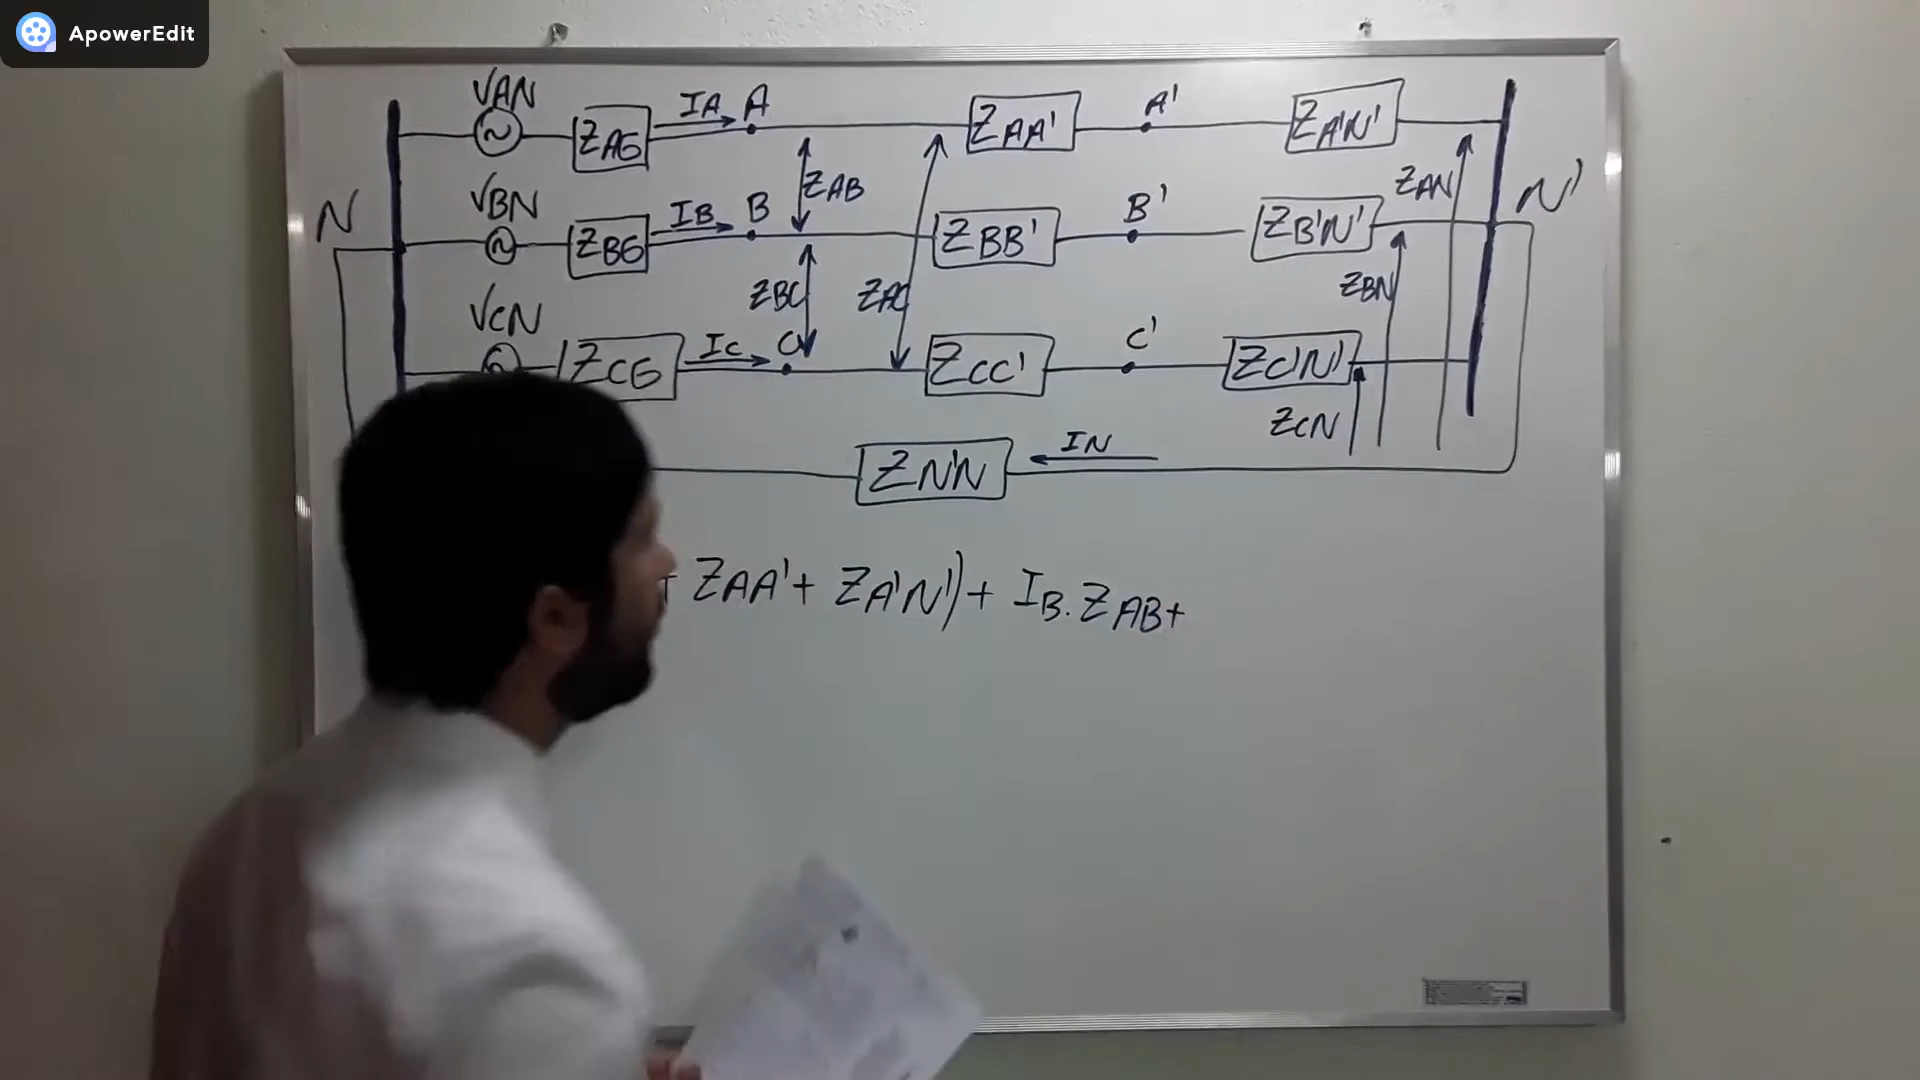 ApowerEdit
VAN
ZAG
IA
A
ZAA'
A'
ZA'N'
N
VBN
ZBG
IB
B
ZAB
ZBB'
B'
ZB'N'
ZAN
N'
VCN
ZCG
IC
C
ZBC
ZAC
ZCC'
C'
ZC'N'
ZBN
ZCN
ZN'N
IN
+ ZAA' + ZA'N') + IB. ZAB +